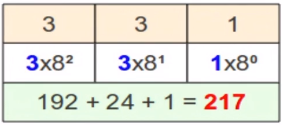 3 3 1
3x8² 3x8¹ 1x8⁰
192 + 24 + 1 = 217